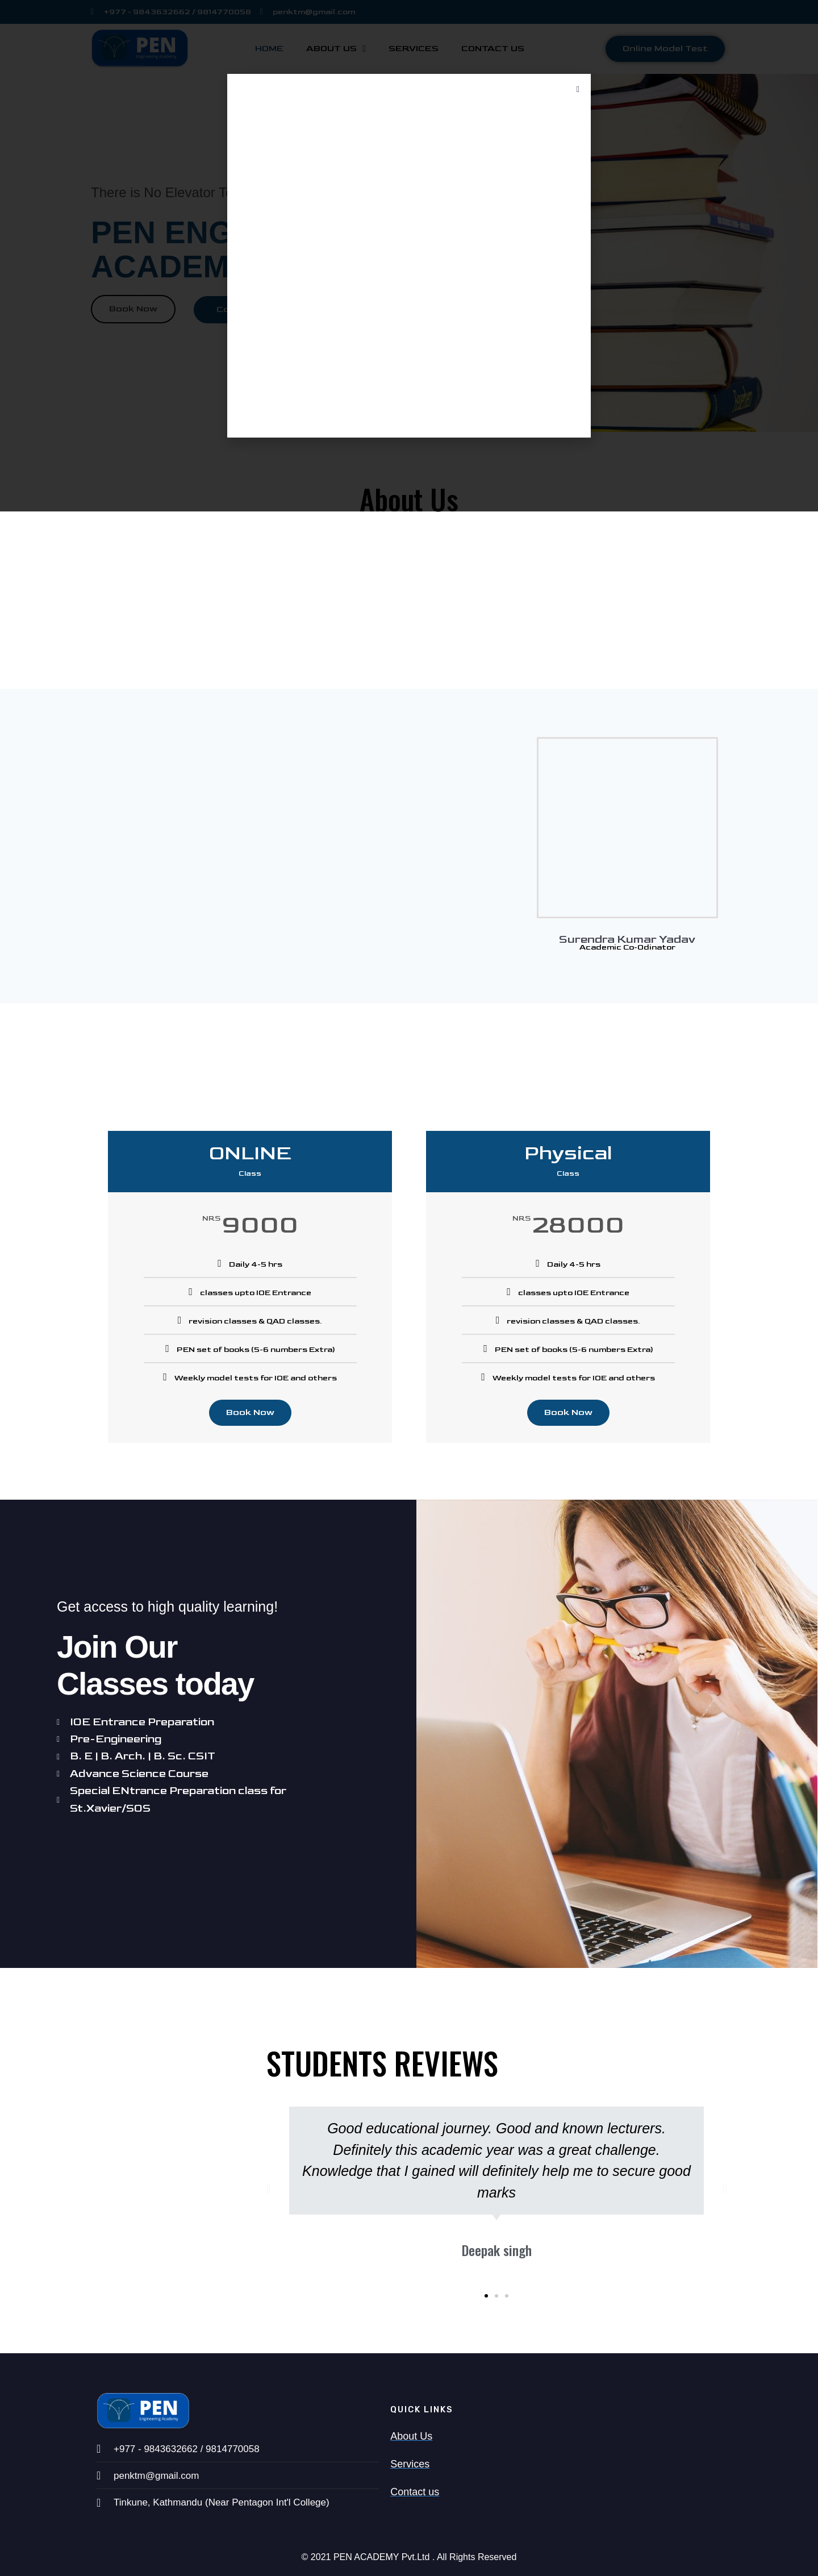 +977 - 9843632662 / 9814770058 penktm@gmail.com
PEN
Engineering Academy
HOME ABOUT US SERVICES CONTACT US
Online Model Test
There is No Elevator
PEN ENG
ACADEM
Book Now
About Us
Surendra Kumar Yadav
Academic Co-Odinator
ONLINE
Class
NRS 9000
Daily 4-5 hrs
classes upto IOE Entrance
revision classes & QAD classes.
PEN set of books (5-6 numbers Extra)
Weekly model tests for IOE and others
Book Now
Physical
Class
NRS 28000
Daily 4-5 hrs
classes upto IOE Entrance
revision classes & QAD classes.
PEN set of books (5-6 numbers Extra)
Weekly model tests for IOE and others
Book Now
Get access to high quality learning!
Join Our
Classes today
IOE Entrance Preparation
Pre-Engineering
B. E | B. Arch. | B. Sc. CSIT
Advance Science Course
Special ENtrance Preparation class for
St.Xavier/SOS
STUDENTS REVIEWS
Good educational journey. Good and known lecturers.
Definitely this academic year was a great challenge.
Knowledge that I gained will definitely help me to secure good
marks
Deepak singh
PEN
Engineering Academy
+977 - 9843632662 / 9814770058
penktm@gmail.com
Tinkune, Kathmandu (Near Pentagon Int'l College)
QUICK LINKS
About Us
Services
Contact us
© 2021 PEN ACADEMY Pvt.Ltd . All Rights Reserved